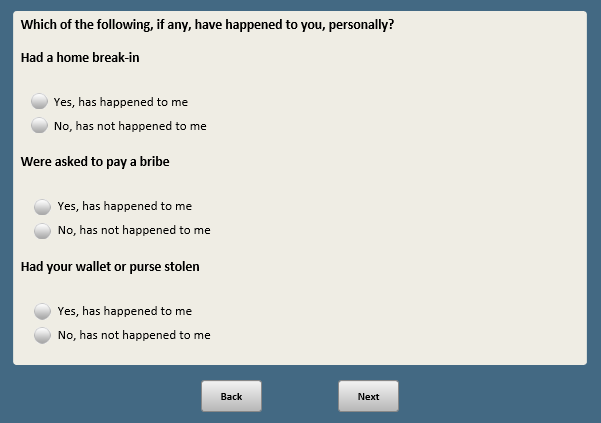 Which of the following, if any, have happened to you, personally?
Had a home break-in
Yes, has happened to me
No, has not happened to me
Were asked to pay a bribe
Yes, has happened to me
No, has not happened to me
Had your wallet or purse stolen
Yes, has happened to me
No, has not happened to me
Back
Next